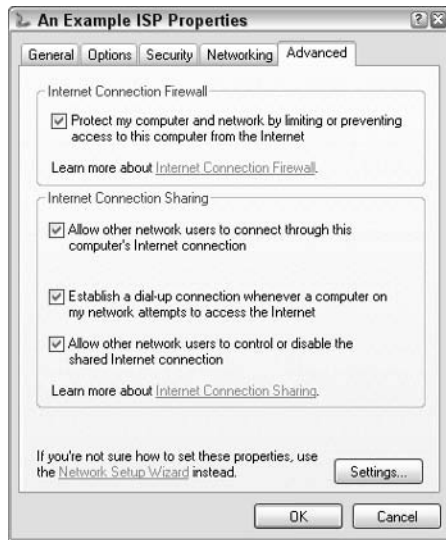 An Example ISP Properties
General Options Security Networking Advanced
Internet Connection Firewall
Protect my computer and network by limiting or preventing
access to this computer from the Internet
Learn more about Internet Connection Firewall.
Internet Connection Sharing
Allow other network users to connect through this
computer's Internet connection
Establish a dial-up connection whenever a computer on
my network attempts to access the Internet
Allow other network users to control or disable the
shared Internet connection
Learn more about Internet Connection Sharing.
If you're not sure how to set these properties, use
the Network Setup Wizard instead.
Settings...
OK Cancel